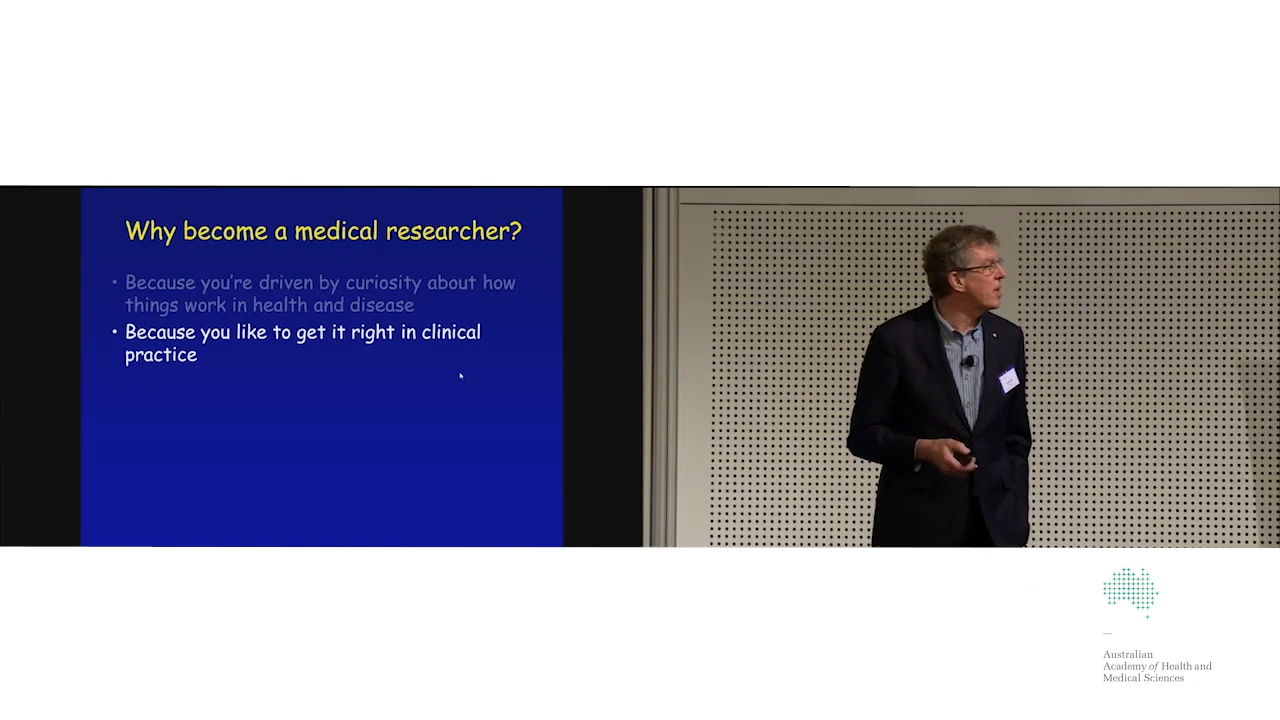 Why become a medical researcher?
• Because you're driven by curiosity about how
things work in health and disease
• Because you like to get it right in clinical
practice
Australian
Academy of Health and
Medical Sciences